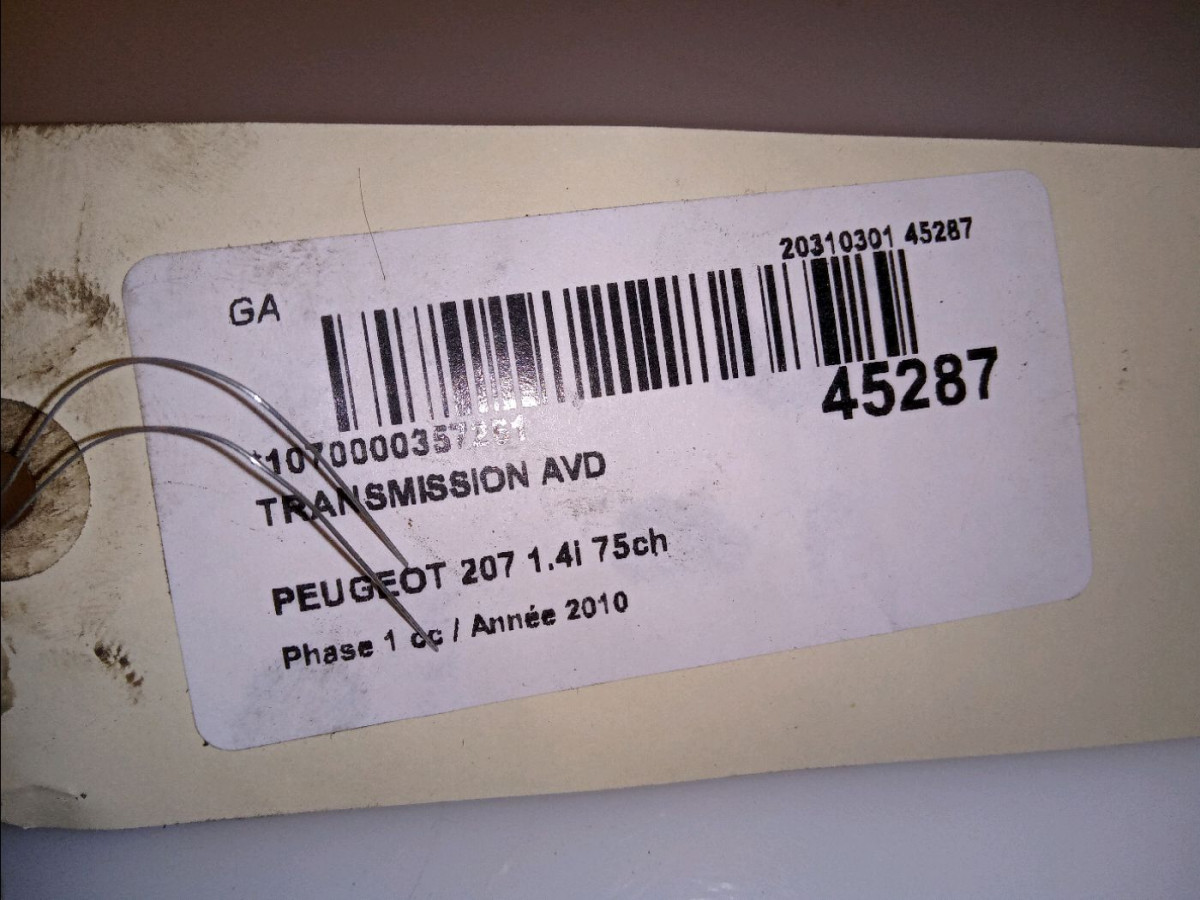 20310301 45287
GA
45287
TRANSMISSION AVD
PEUGEOT 207 1.4i 75ch
Phase 1 cc / Année 2010